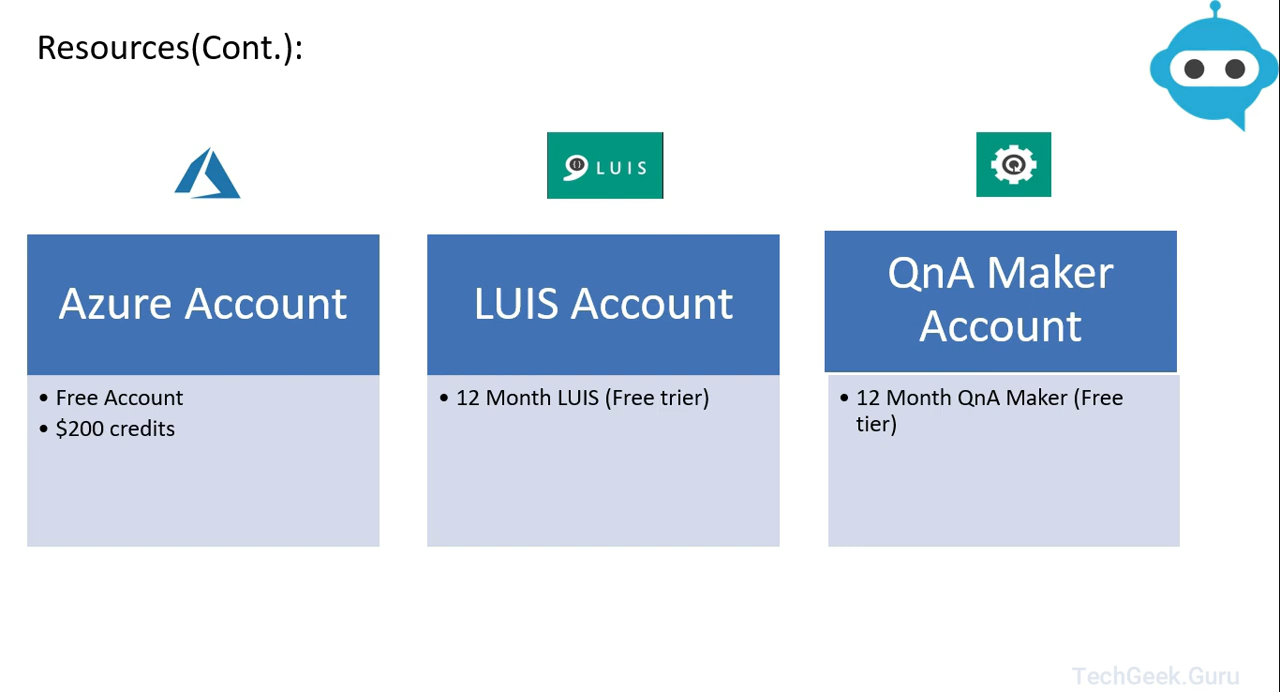 Resources(Cont.):
LUIS
Azure Account
• Free Account
• $200 credits
LUIS Account
• 12 Month LUIS (Free trier)
QnA Maker
Account
• 12 Month QnA Maker (Free
tier)
TechGeek.Guru